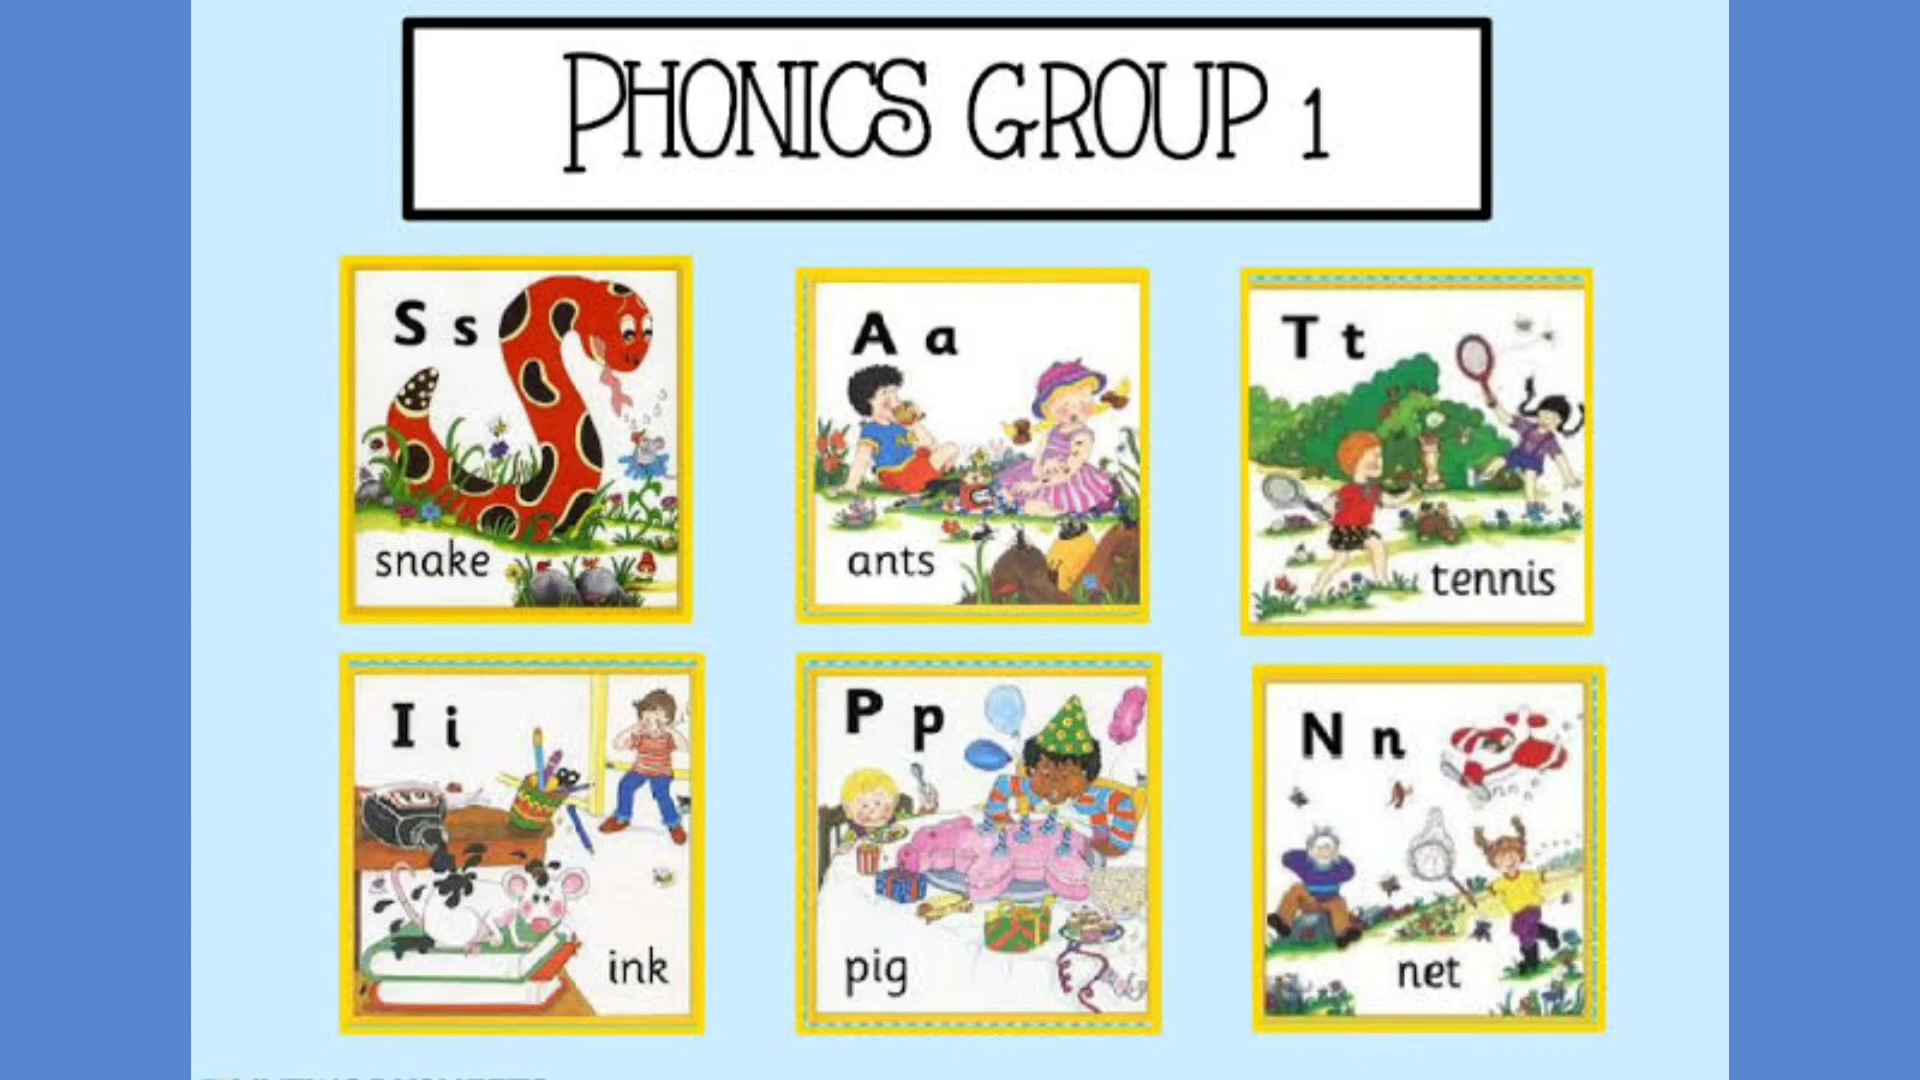 PHONICS GROUP 1
S s
snake
A a
ants
T t
tennis
I i
ink
P p
pig
N n
net